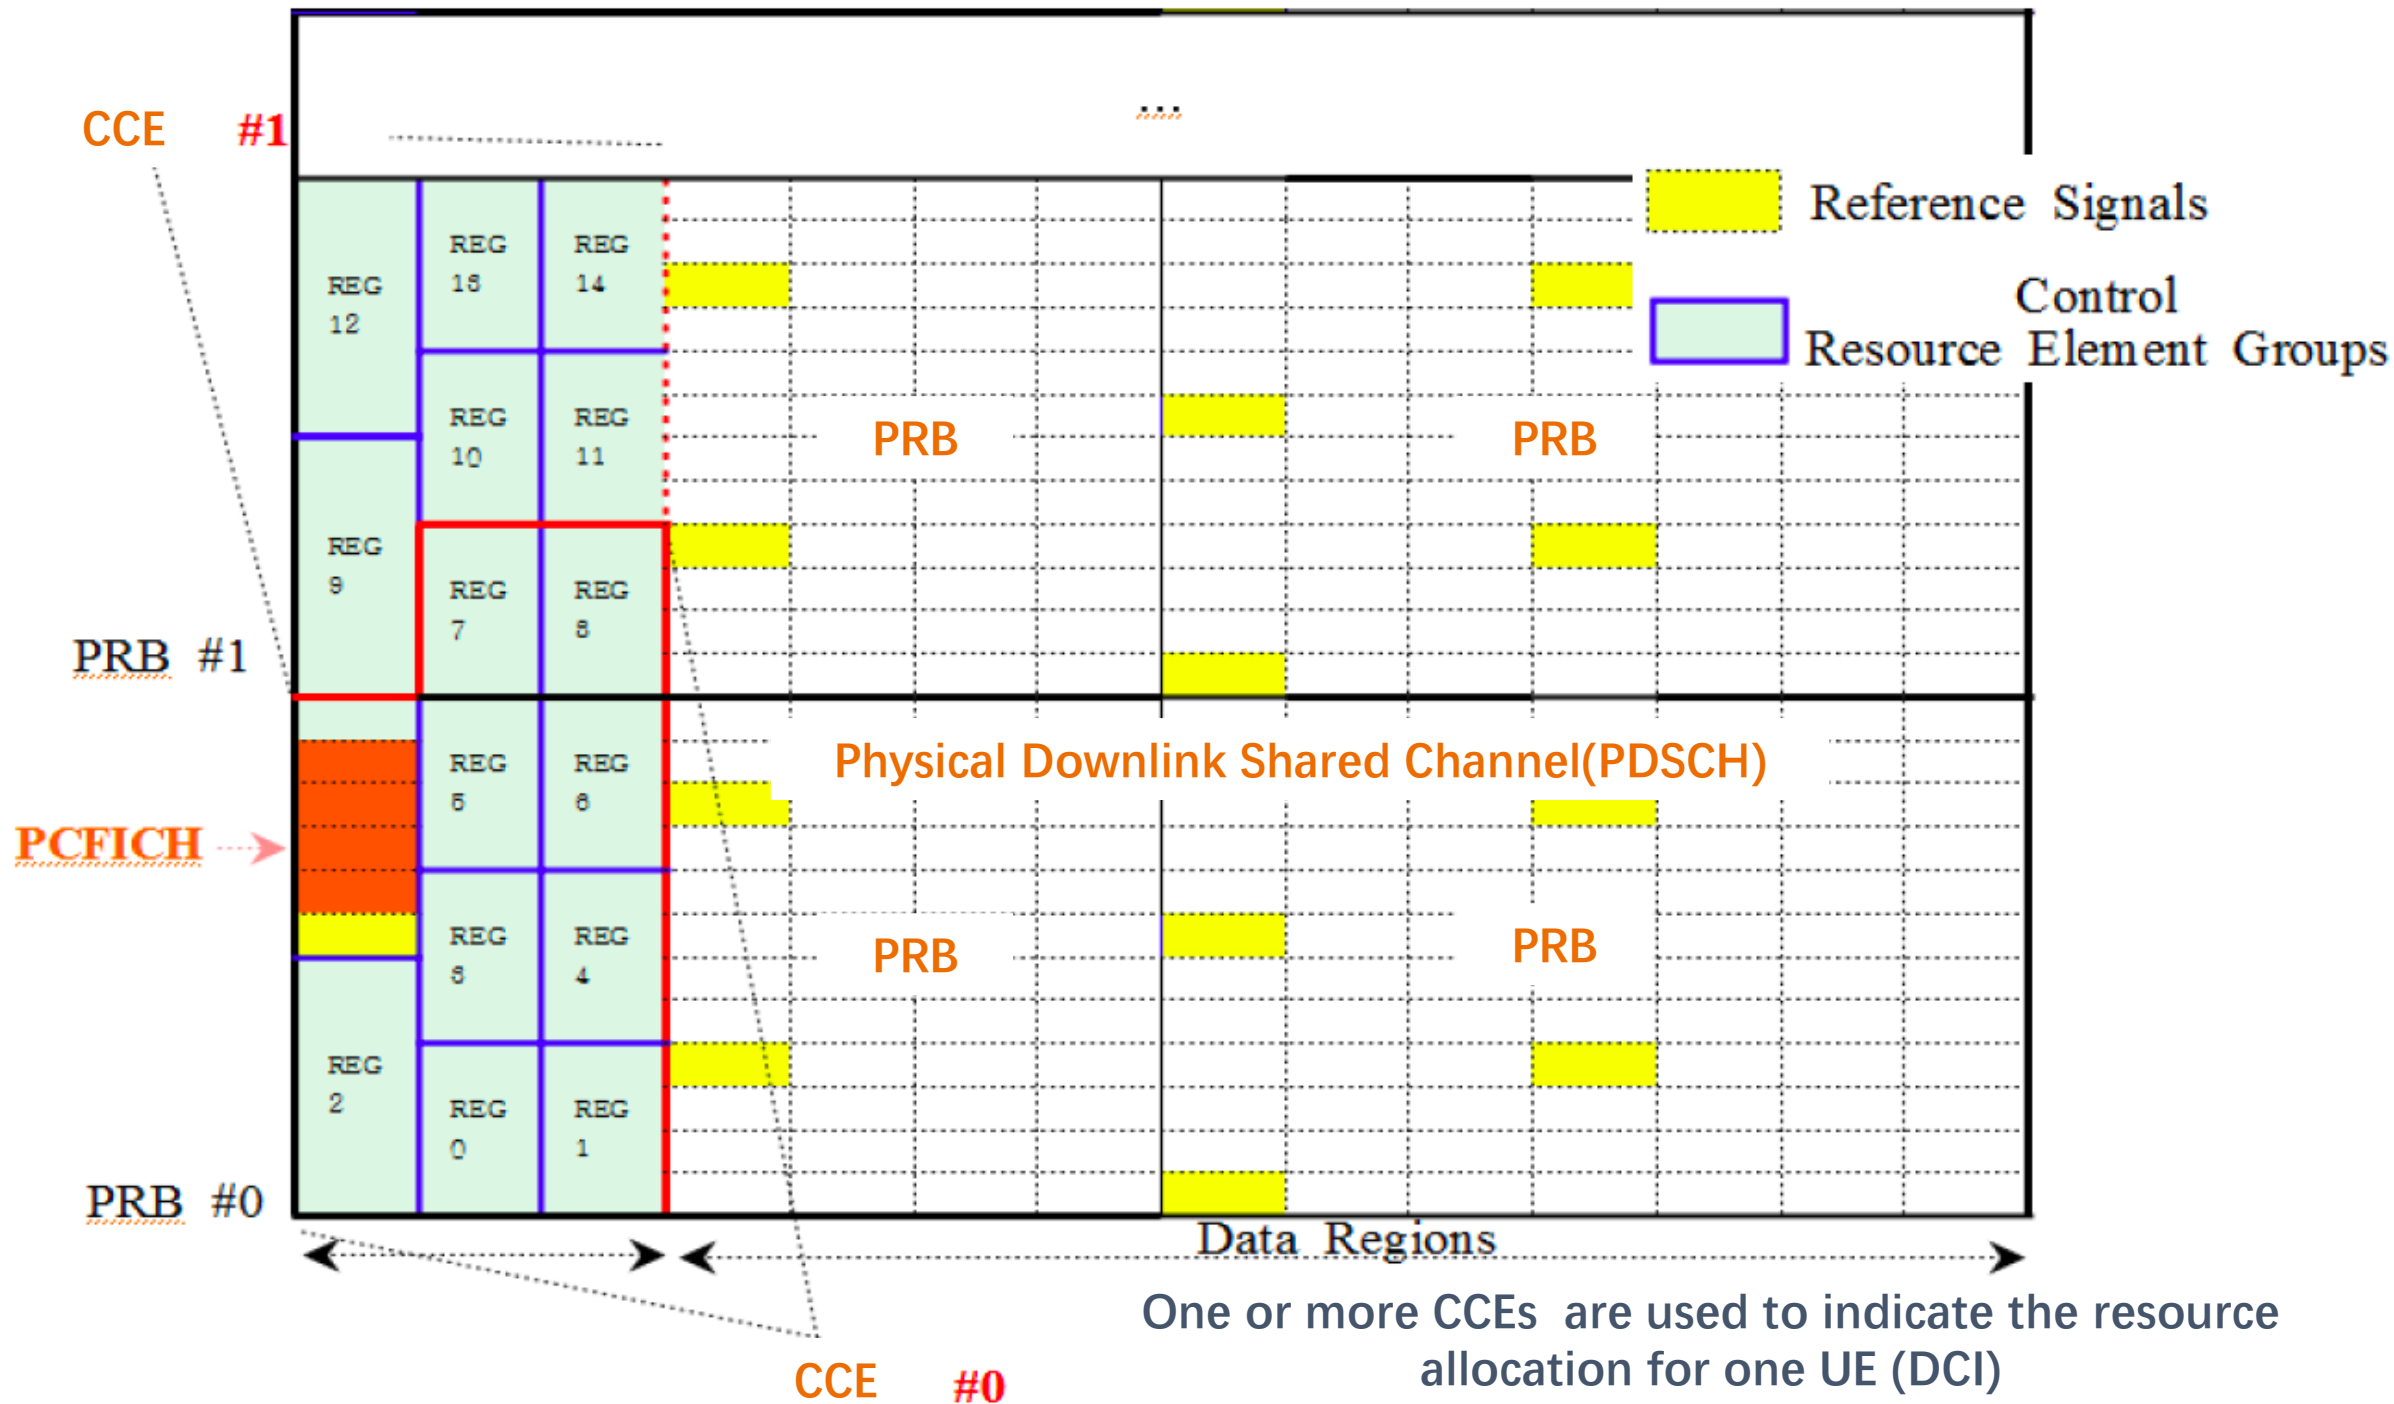 CCE #1
...
Reference Signals
Control
Resource Element Groups
REG
12
REG
13
REG
14
REG
10
REG
11
REG
9
REG
7
REG
8
PRB
PRB
PRB #1
Physical Downlink Shared Channel(PDSCH)
REG
5
REG
6
PCFICH
REG
3
REG
4
PRB
PRB
REG
2
REG
0
REG
1
PRB #0
Data Regions
One or more CCEs are used to indicate the resource
allocation for one UE (DCI)
CCE #0